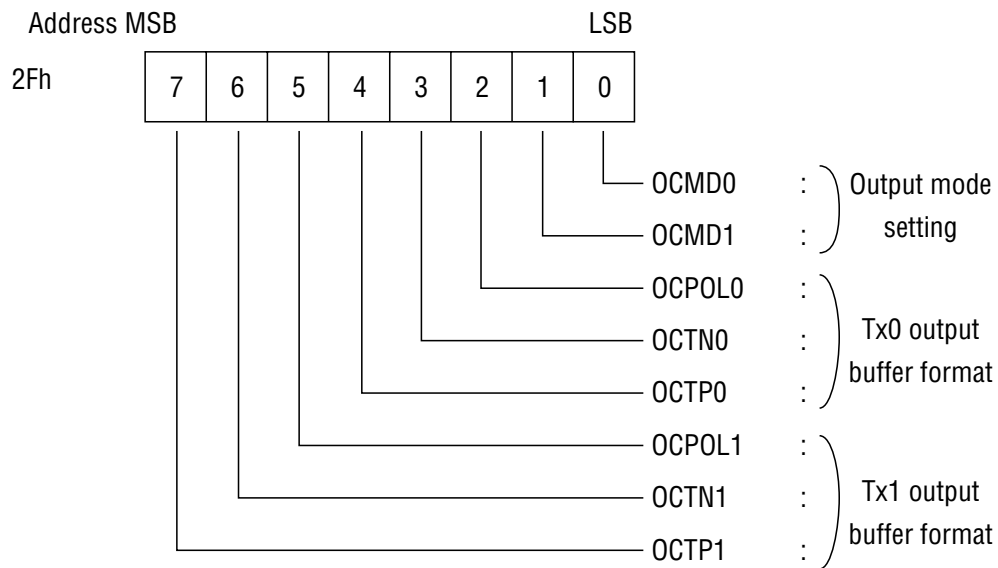 Address MSB LSB
2Fh 7 6 5 4 3 2 1 0
OCMD0 : Output mode
OCMD1 : setting
OCPOL0 :
OCTN0 : Tx0 output
buffer format
OCTP0 :
OCPOL1 :
OCTN1 : Tx1 output
buffer format
OCTP1 :